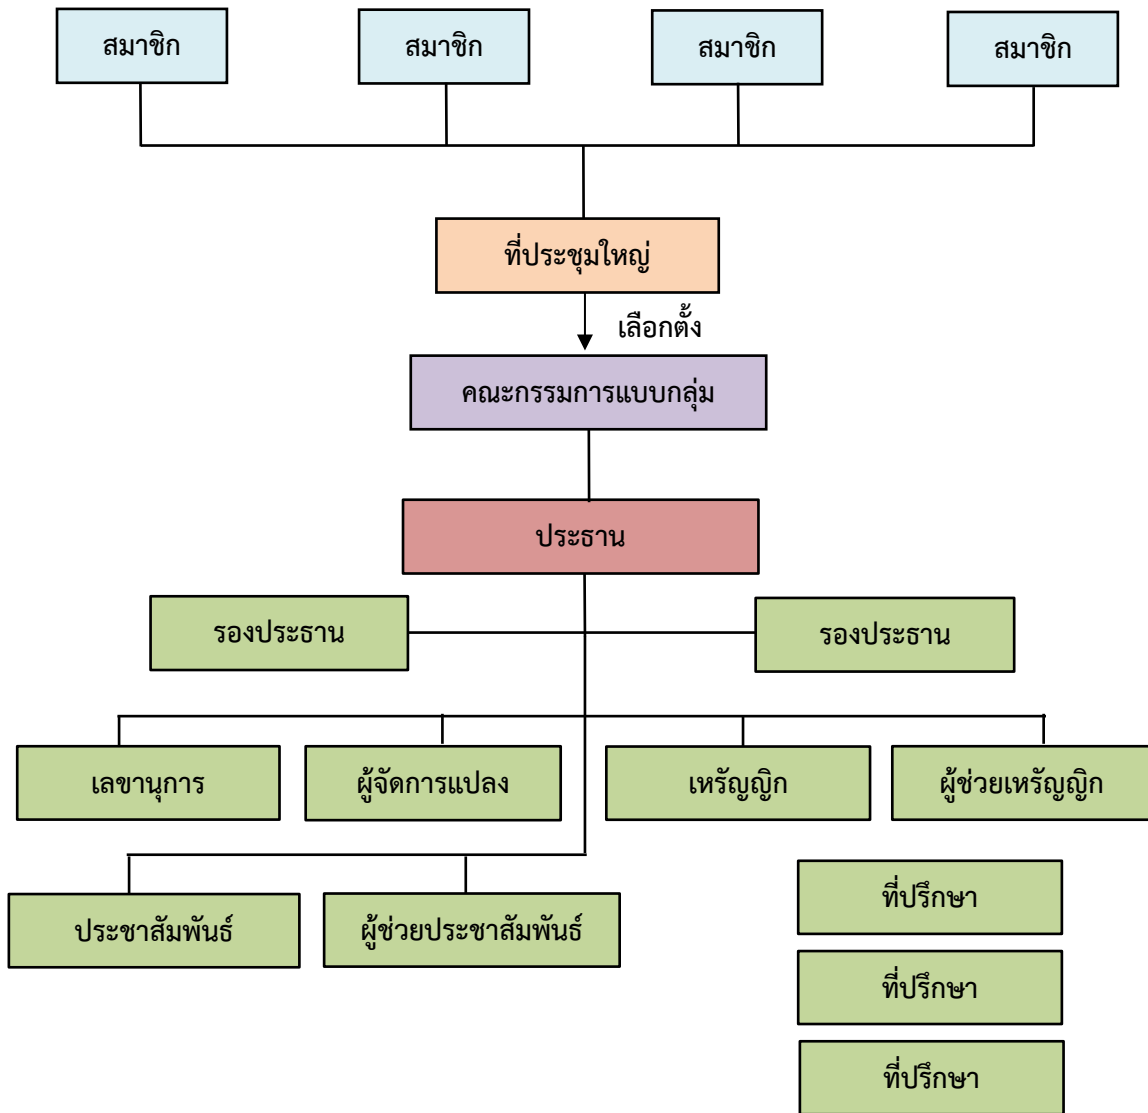 สมาชิก
สมาชิก
สมาชิก
สมาชิก
ที่ประชุมใหญ่
เลือกตั้ง
คณะกรรมการแบบกลุ่ม
ประธาน
รองประธาน
รองประธาน
เลขานุการ
ผู้จัดการแปลง
เหรัญญิก
ผู้ช่วยเหรัญญิก
ประชาสัมพันธ์
ผู้ช่วยประชาสัมพันธ์
ที่ปรึกษา
ที่ปรึกษา
ที่ปรึกษา